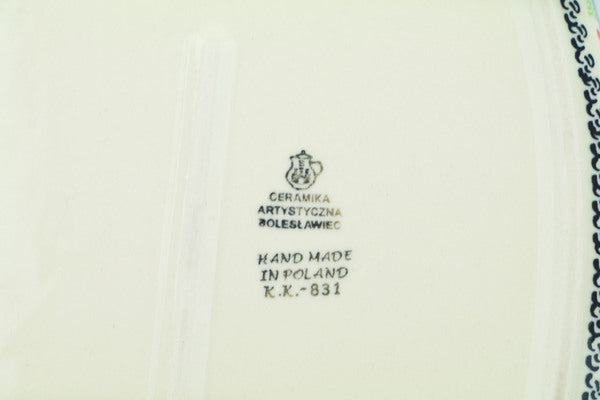 CERAMIKA
ARTYSTYCZNA
BOLESŁAWIEC
HAND MADE
IN POLAND
K.K.-831